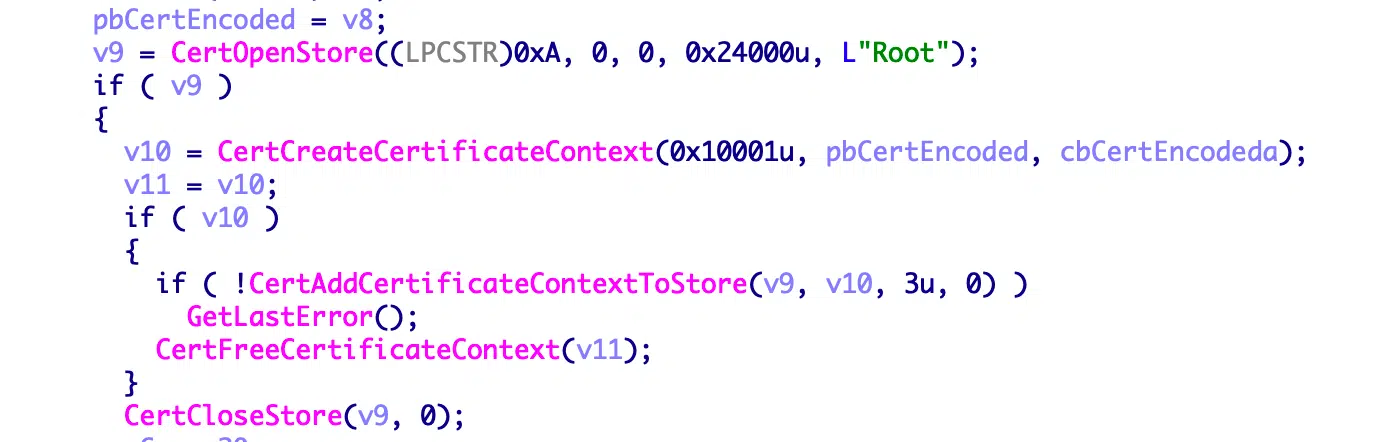 pbCertEncoded = v8;
v9 = CertOpenStore((LPCSTR)0xA, 0, 0, 0x24000u, L"Root");
if ( v9 )
{
v10 = CertCreateCertificateContext(0x10001u, pbCertEncoded, cbCertEncodeda);
v11 = v10;
if ( v10 )
{
if ( !CertAddCertificateContextToStore(v9, v10, 3u, 0) )
GetLastError();
CertFreeCertificateContext(v11);
}
CertCloseStore(v9, 0);